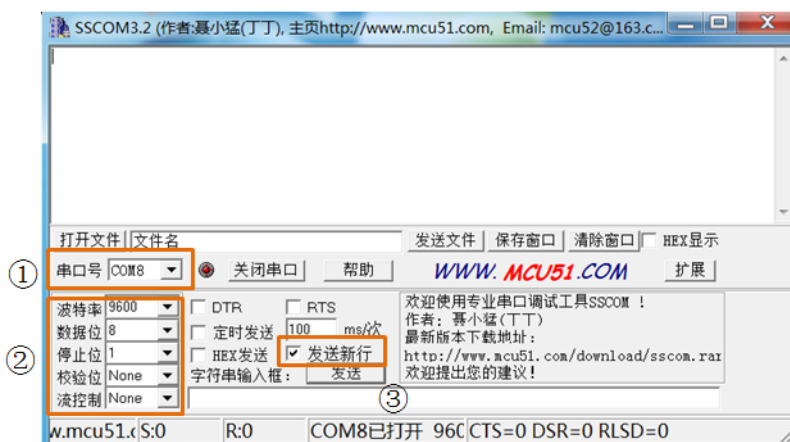 SSCOM3.2 (作者:聂小猛(丁丁), 主页http://www.mcu51.com, Email: mcu52@163.c...
打开文件 文件名 发送文件 保存窗口 清除窗口 HEX显示
① 串口号 COM8 关闭串口 帮助 WWW. MCU51.COM 扩展
波特率 9600 DTR RTS
数据位 8 定时发送 100 ms/次
停止位 1 HEX发送 发送新行
校验位 None 字符串输入框: 发送
流控制 None
②
③
欢迎使用专业串口调试工具SSCOM !
作者: 聂小猛(丁丁)
最新版本下载地址:
http://www.mcu51.com/download/sscom.rar
欢迎提出您的建议!
w.mcu51.c S:0 R:0 COM8已打开 960 CTS=0 DSR=0 RLSD=0